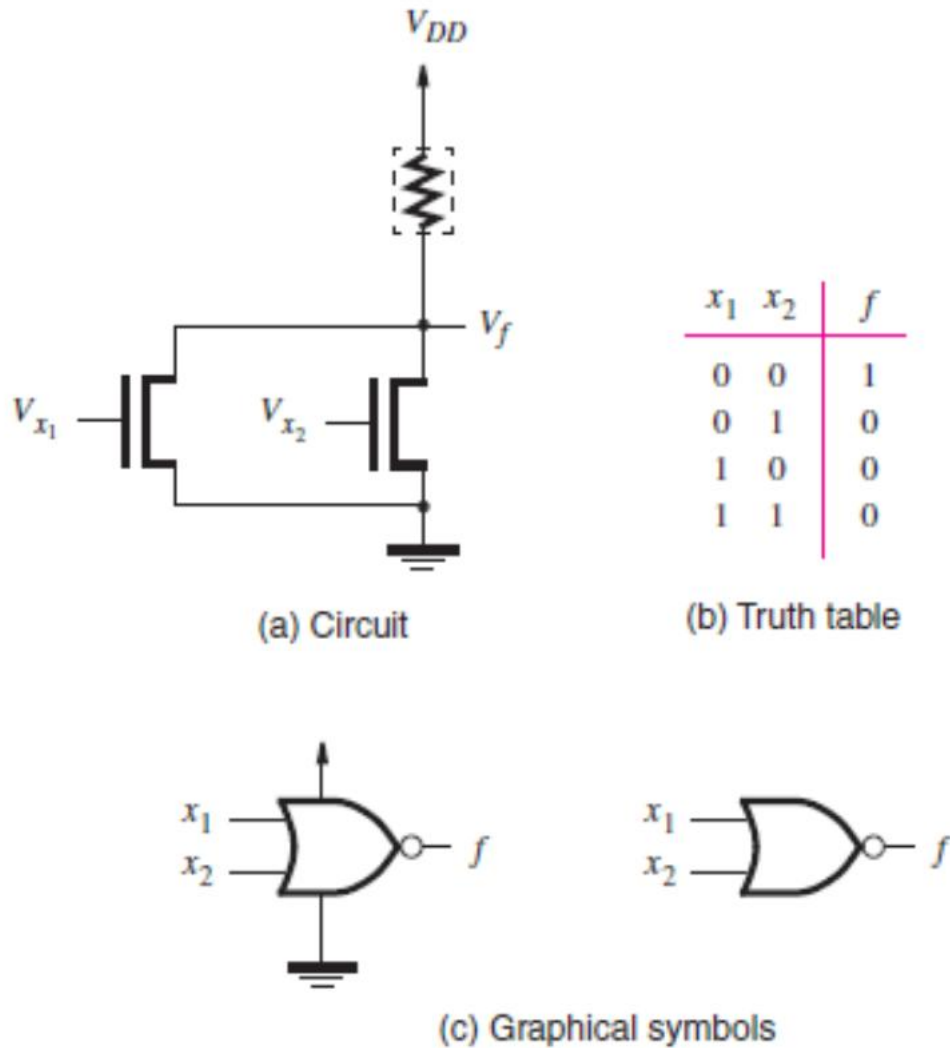 V_DD
V_f
V_x₁
V_x₂
x₁ x₂ f
0 0 1
0 1 0
1 0 0
1 1 0
(a) Circuit
(b) Truth table
x₁
x₂
f
x₁
x₂
f
(c) Graphical symbols